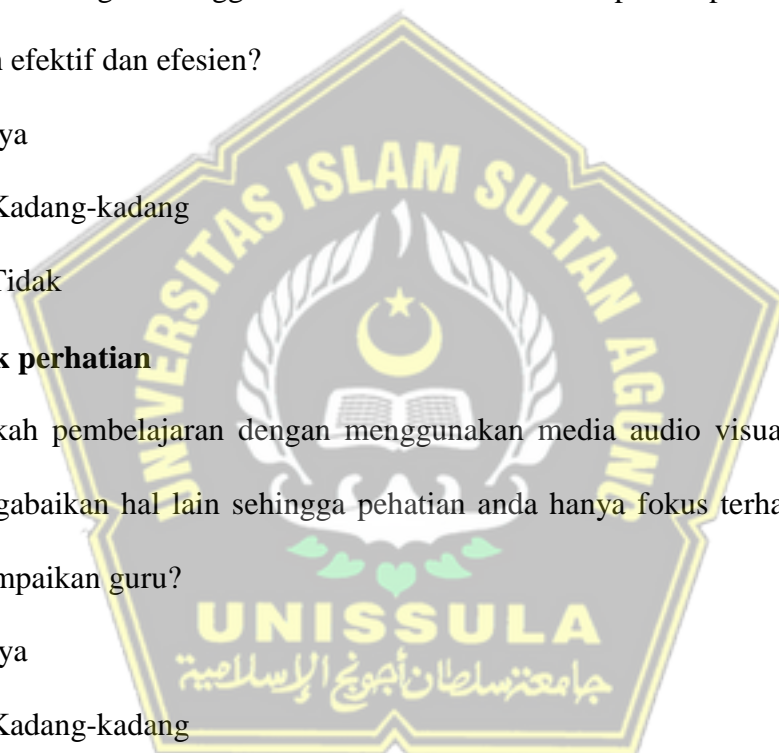 efektif dan efesien?
ya
Kadang-kadang
Tidak
perhatian
kah pembelajaran dengan menggunakan media audio visua
gabaikan hal lain sehingga pehatian anda hanya fokus terha
mpaikan guru?
ya
Kadang-kadang
UNIVERSITAS ISLAM SULTAN AGUNG
UNISSULA
جامعة سلطان أجونج الإسلامية